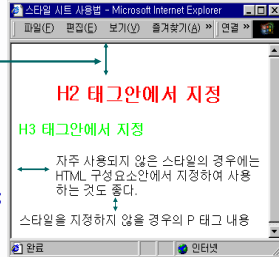 스타일 시트 사용법 - Microsoft Internet Explorer
파일(F) 편집(E) 보기(V) 즐겨찾기(A) » 연결 »
H2 태그안에서 지정
H3 태그안에서 지정
자주 사용되지 않은 스타일의 경우에는
HTML 구성요소안에서 지정하여 사용
하는 것도 좋다.
스타일을 지정하지 않을 경우의 P 태그 내용
완료 인터넷